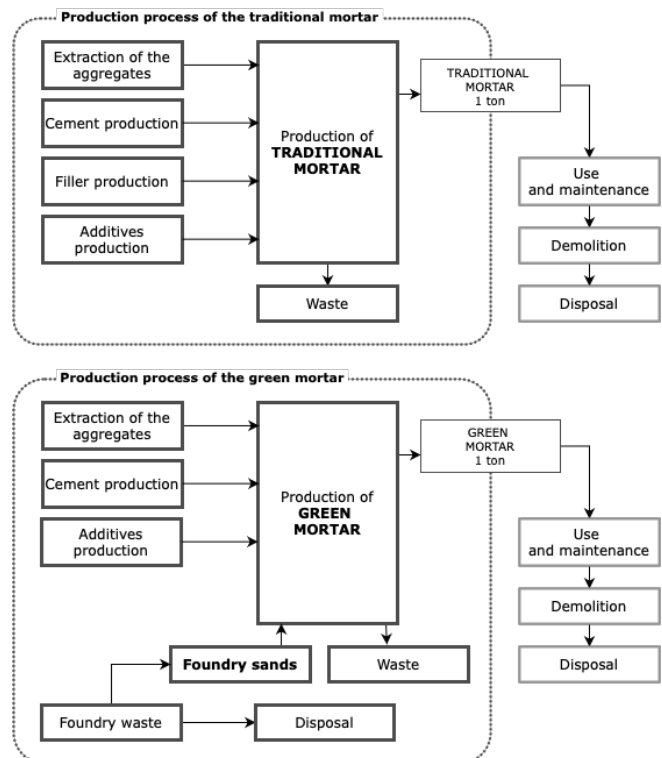 Production process of the traditional mortar
Extraction of the
aggregates
Cement production
Filler production
Additives
production
Production of
TRADITIONAL
MORTAR
Waste
TRADITIONAL
MORTAR
1 ton
Use
and maintenance
Demolition
Disposal
Production process of the green mortar
Extraction of the
aggregates
Cement production
Additives
production
Production of
GREEN
MORTAR
Foundry sands
Waste
Foundry waste
Disposal
GREEN
MORTAR
1 ton
Use
and maintenance
Demolition
Disposal